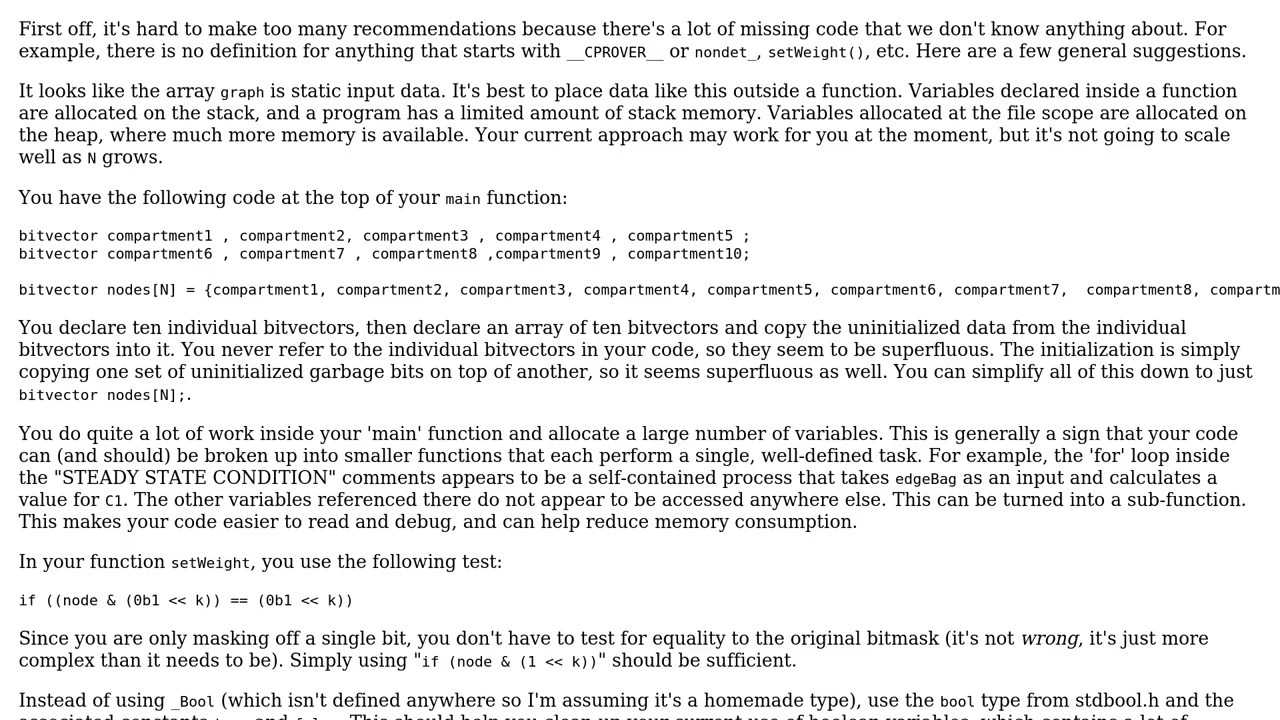 First off, it's hard to make too many recommendations because there's a lot of missing code that we don't know anything about. For
example, there is no definition for anything that starts with __CPROVER__ or nondet_, setWeight(), etc. Here are a few general suggestions.
It looks like the array graph is static input data. It's best to place data like this outside a function. Variables declared inside a function
are allocated on the stack, and a program has a limited amount of stack memory. Variables allocated at the file scope are allocated on
the heap, where much more memory is available. Your current approach may work for you at the moment, but it's not going to scale
well as N grows.
You have the following code at the top of your main function:
bitvector compartment1 , compartment2, compartment3 , compartment4 , compartment5 ;
bitvector compartment6 , compartment7 , compartment8 ,compartment9 , compartment10;
bitvector nodes[N] = {compartment1, compartment2, compartment3, compartment4, compartment5, compartment6, compartment7,  compartment8, compartm
You declare ten individual bitvectors, then declare an array of ten bitvectors and copy the uninitialized data from the individual
bitvectors into it. You never refer to the individual bitvectors in your code, so they seem to be superfluous. The initialization is simply
copying one set of uninitialized garbage bits on top of another, so it seems superfluous as well. You can simplify all of this down to just
bitvector nodes[N];.
You do quite a lot of work inside your 'main' function and allocate a large number of variables. This is generally a sign that your code
can (and should) be broken up into smaller functions that each perform a single, well-defined task. For example, the 'for' loop inside
the "STEADY STATE CONDITION" comments appears to be a self-contained process that takes edgeBag as an input and calculates a
value for C1. The other variables referenced there do not appear to be accessed anywhere else. This can be turned into a sub-function.
This makes your code easier to read and debug, and can help reduce memory consumption.
In your function setWeight, you use the following test:
if ((node & (0b1 << k)) == (0b1 << k))
Since you are only masking off a single bit, you don't have to test for equality to the original bitmask (it's not wrong, it's just more
complex than it needs to be). Simply using "if (node & (1 << k))" should be sufficient.
Instead of using _Bool (which isn't defined anywhere so I'm assuming it's a homemade type), use the bool type from stdbool.h and the